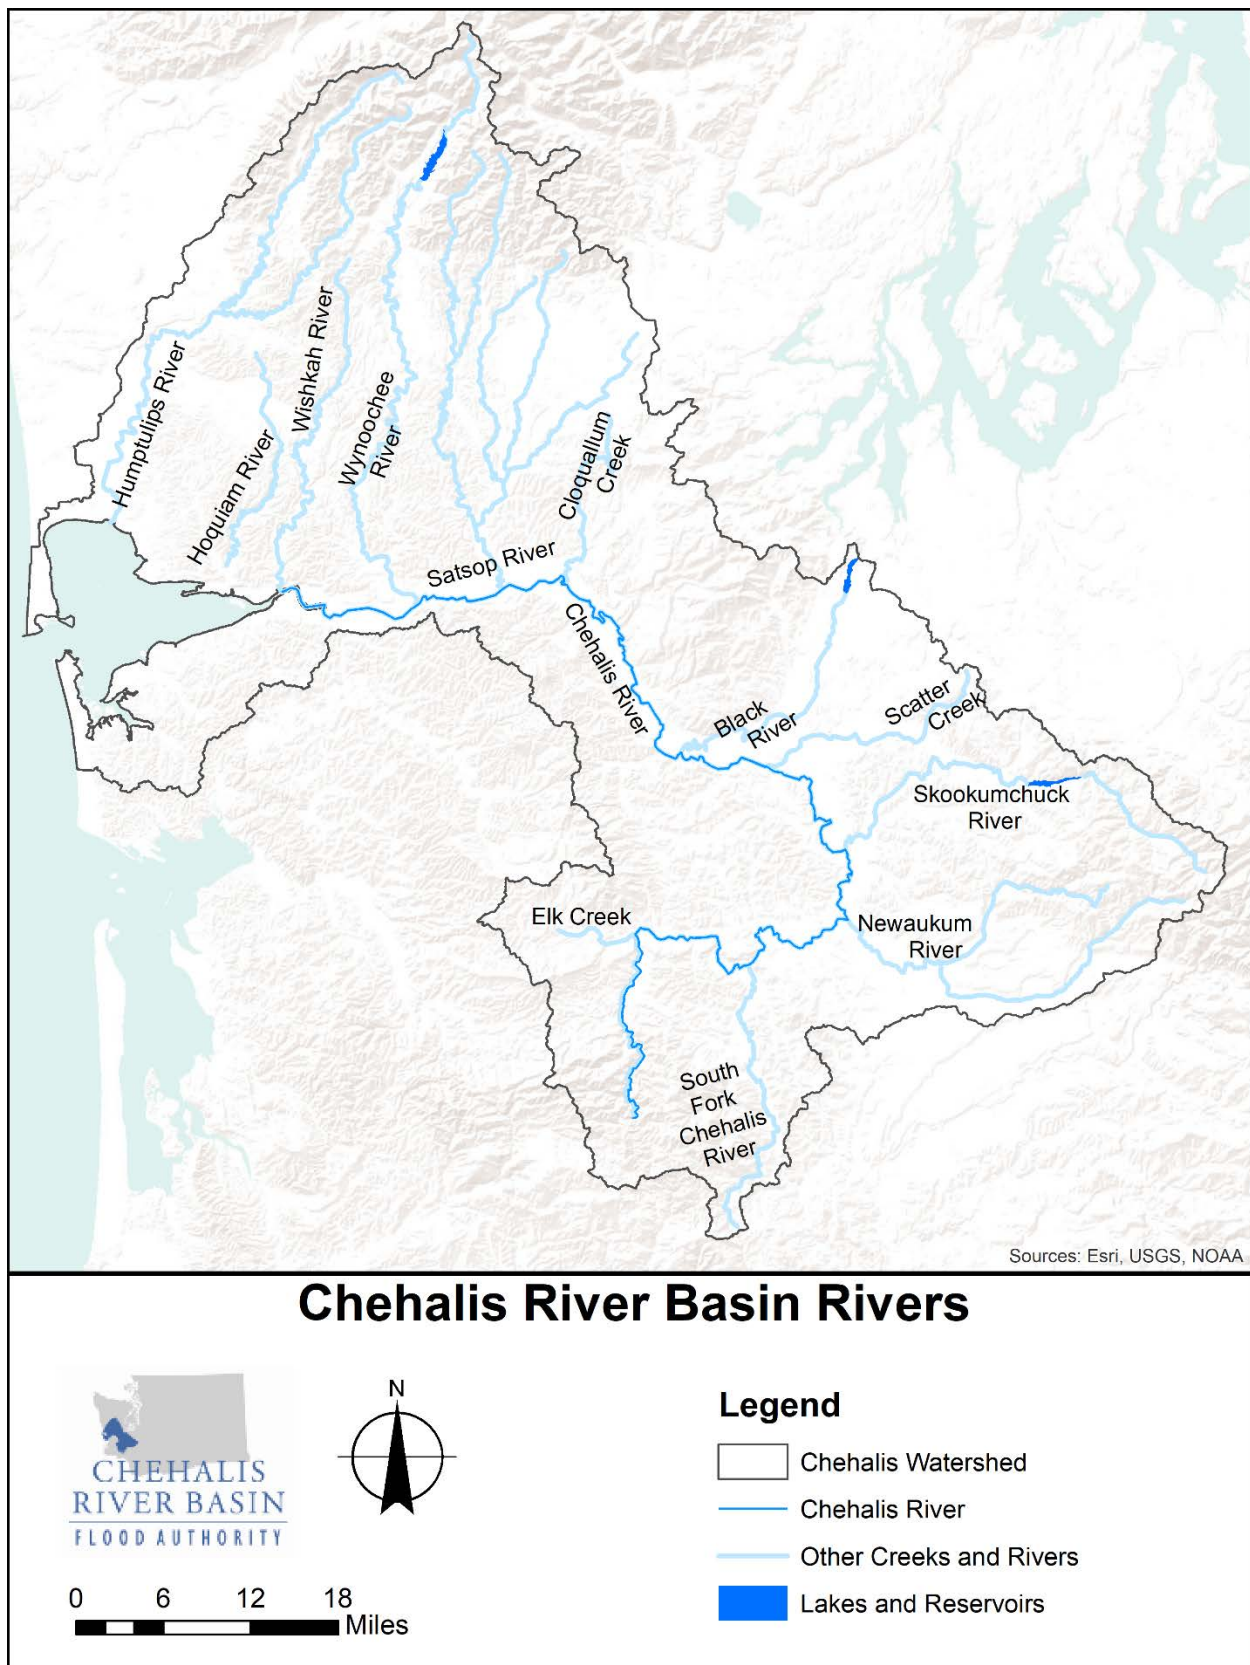 Humptulips River
Hoquiam River
Wishkah River
Wynoochee
River
Satsop River
Cloquallum
Creek
Chehalis River
Black
River
Scatter
Creek
Skookumchuck
River
Newaukum
River
Elk Creek
South
Fork
Chehalis
River
Sources: Esri, USGS, NOAA
Chehalis River Basin Rivers
CHEHALIS
RIVER BASIN
FLOOD AUTHORITY
N
0 6 12 18
Miles
Legend
Chehalis Watershed
Chehalis River
Other Creeks and Rivers
Lakes and Reservoirs